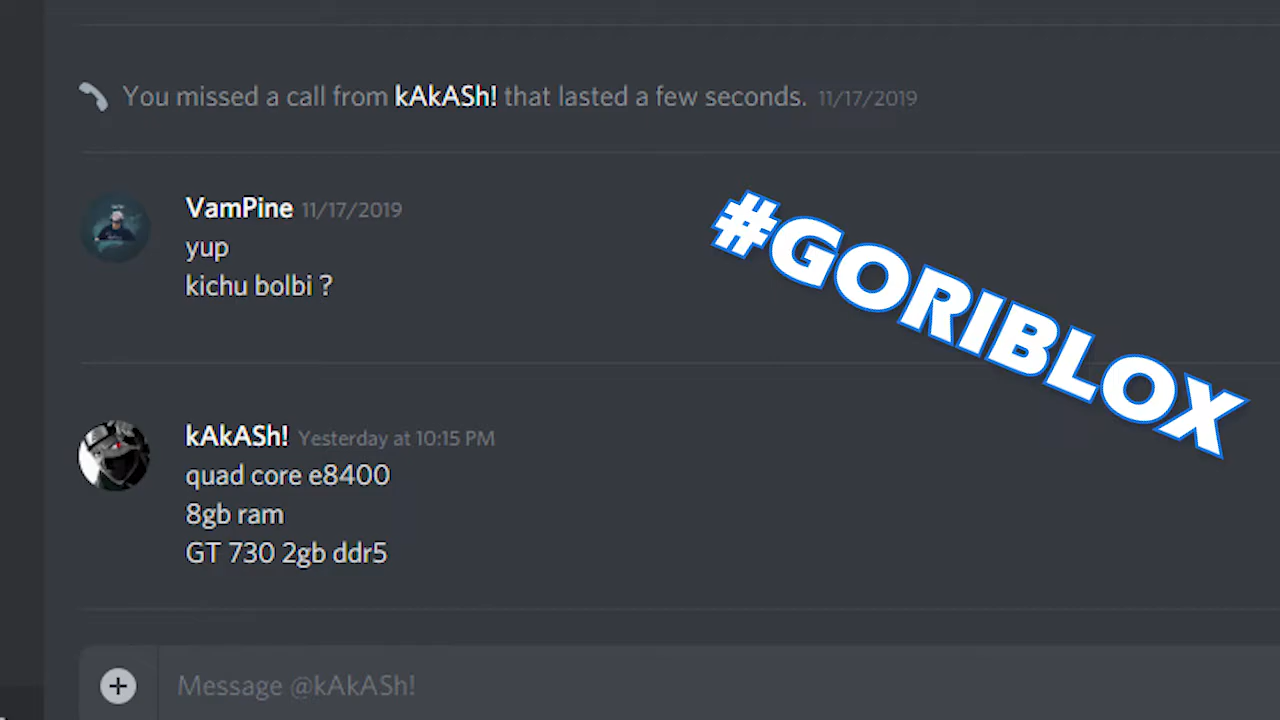 You missed a call from kAkASh! that lasted a few seconds. 11/17/2019
VamPine 11/17/2019
yup
kichu bolbi ?
#GORIBLOX
kAkASh! Yesterday at 10:15 PM
quad core e8400
8gb ram
GT 730 2gb ddr5
Message @kAkASh!